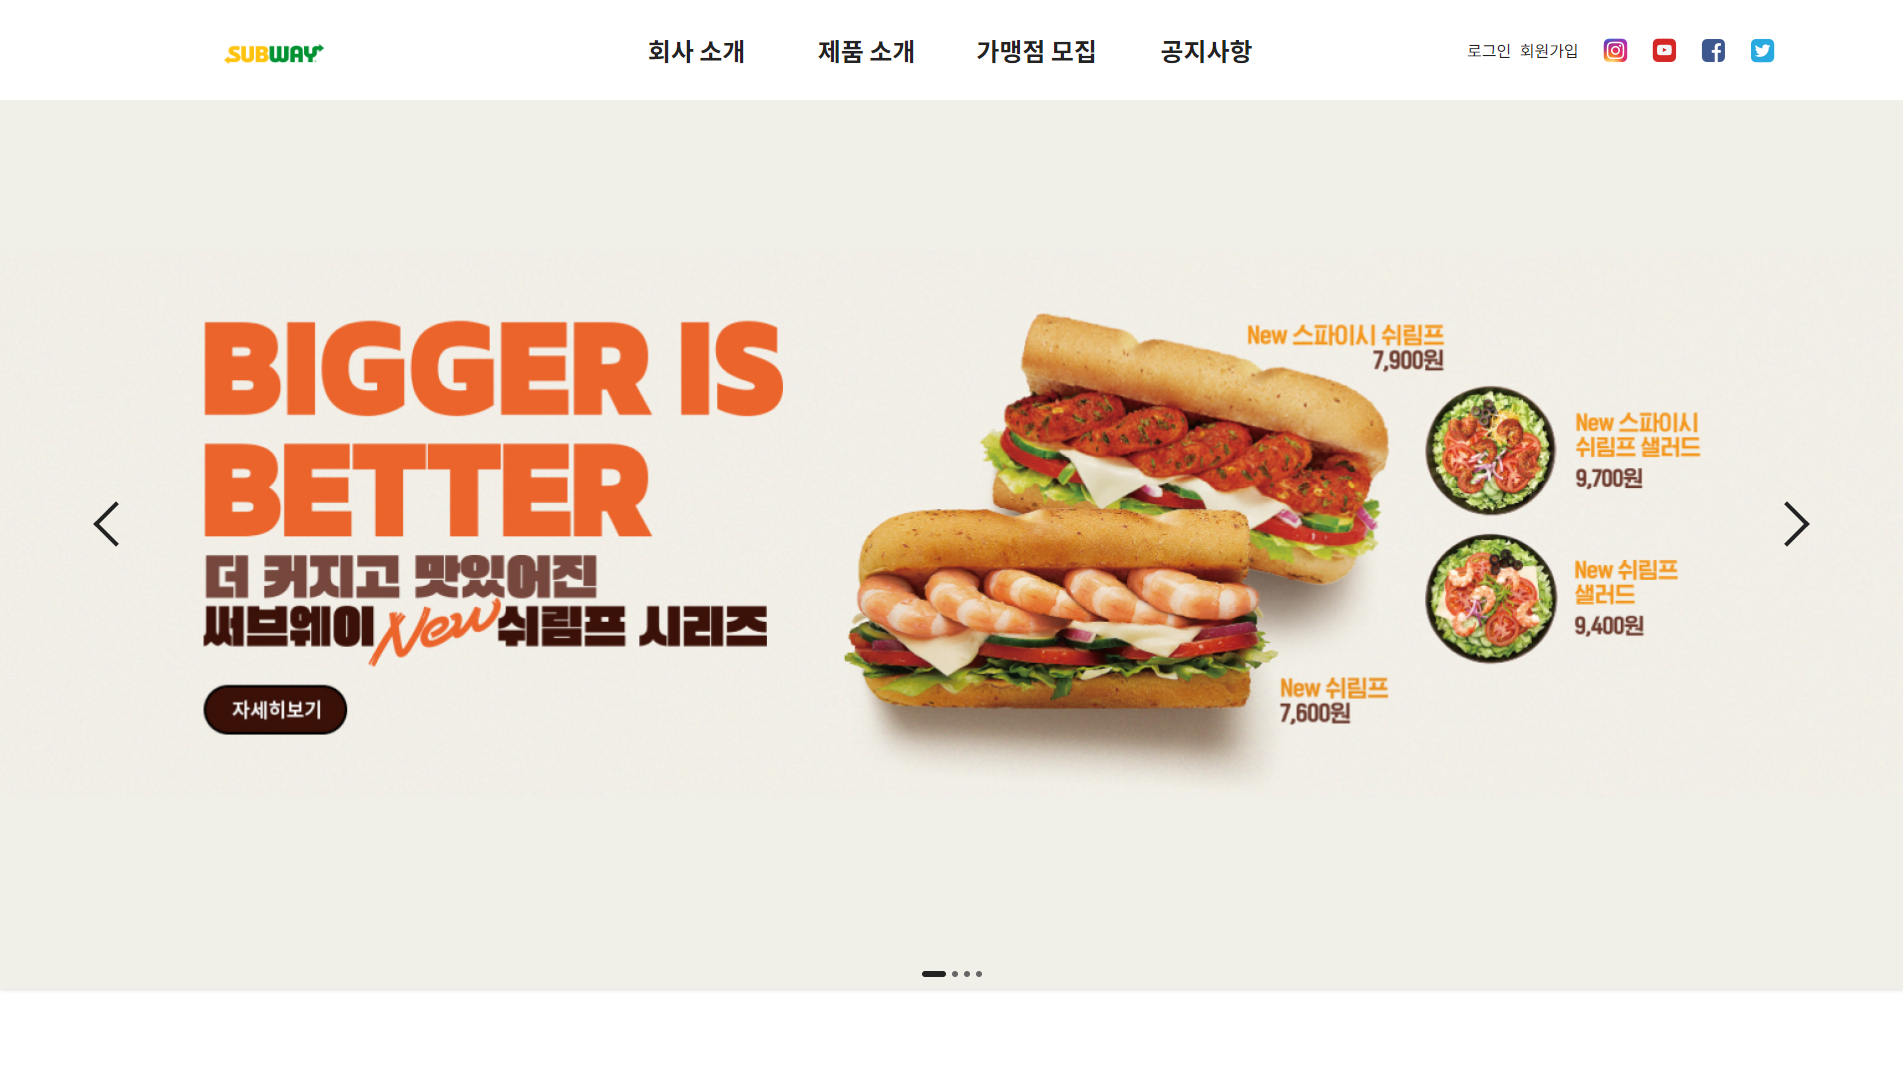 SUBWAY
회사 소개
제품 소개
가맹점 모집
공지사항
로그인 회원가입
BIGGER IS
BETTER
더 커지고 맛있어진
써브웨이 New 쉬림프 시리즈
자세히보기
New 스파이시 쉬림프
7,900원
New 스파이시
쉬림프 샐러드
9,700원
New 쉬림프
샐러드
9,400원
New 쉬림프
7,600원